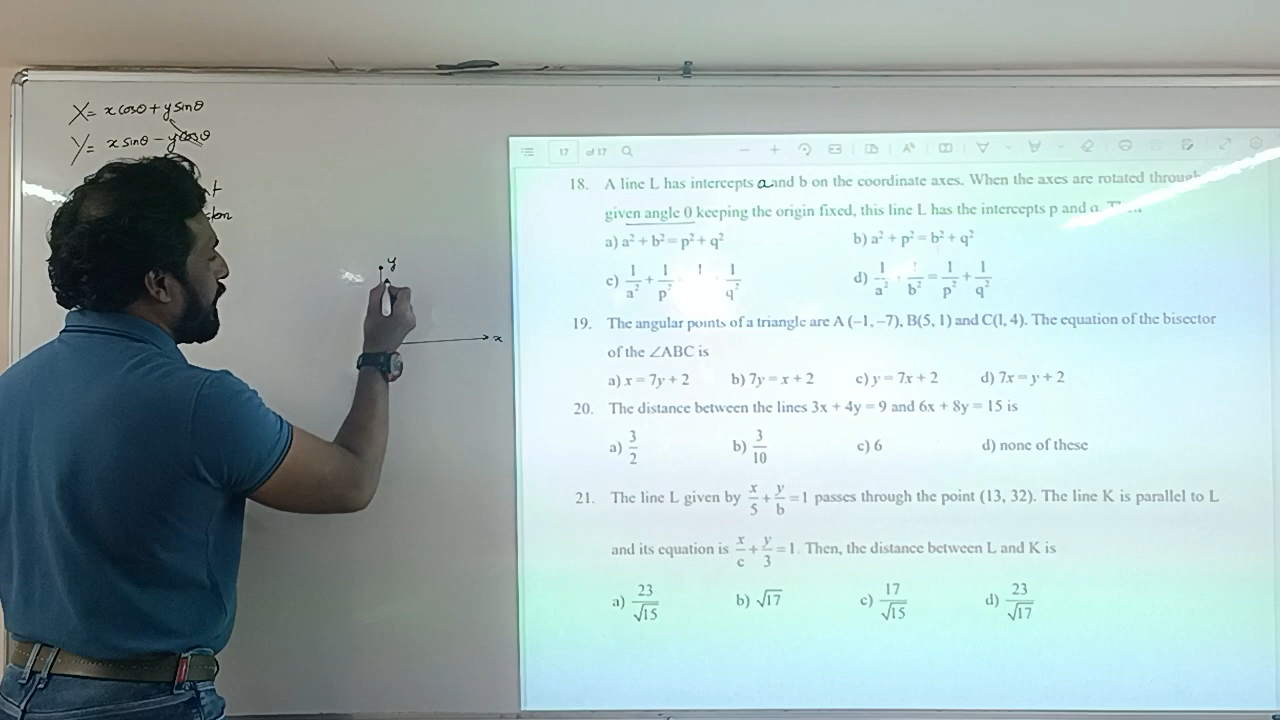 X= x cosθ + y sinθ
Y= x sinθ − y cosθ
y
x
17 of 17
18. A line L has intercepts a and b on the coordinate axes. When the axes are rotated through
given angle θ keeping the origin fixed, this line L has the intercepts p and q.
a) a² + b² = p² + q² b) a² + p² = b² + q²
c) 1/a² + 1/p² 1 1/q² d) 1/a² 1/b² = 1/p² + 1/q²
19. The angular points of a triangle are A (−1, −7), B(5, 1) and C(1, 4). The equation of the bisector
of the ∠ABC is
a) x = 7y + 2 b) 7y = x + 2 c) y = 7x + 2 d) 7x = y + 2
20. The distance between the lines 3x + 4y = 9 and 6x + 8y = 15 is
a) 3/2 b) 3/10 c) 6 d) none of these
21. The line L given by x/5 + y/b = 1 passes through the point (13, 32). The line K is parallel to L
and its equation is x/c + y/3 = 1. Then, the distance between L and K is
a) 23/√15 b) √17 c) 17/√15 d) 23/√17